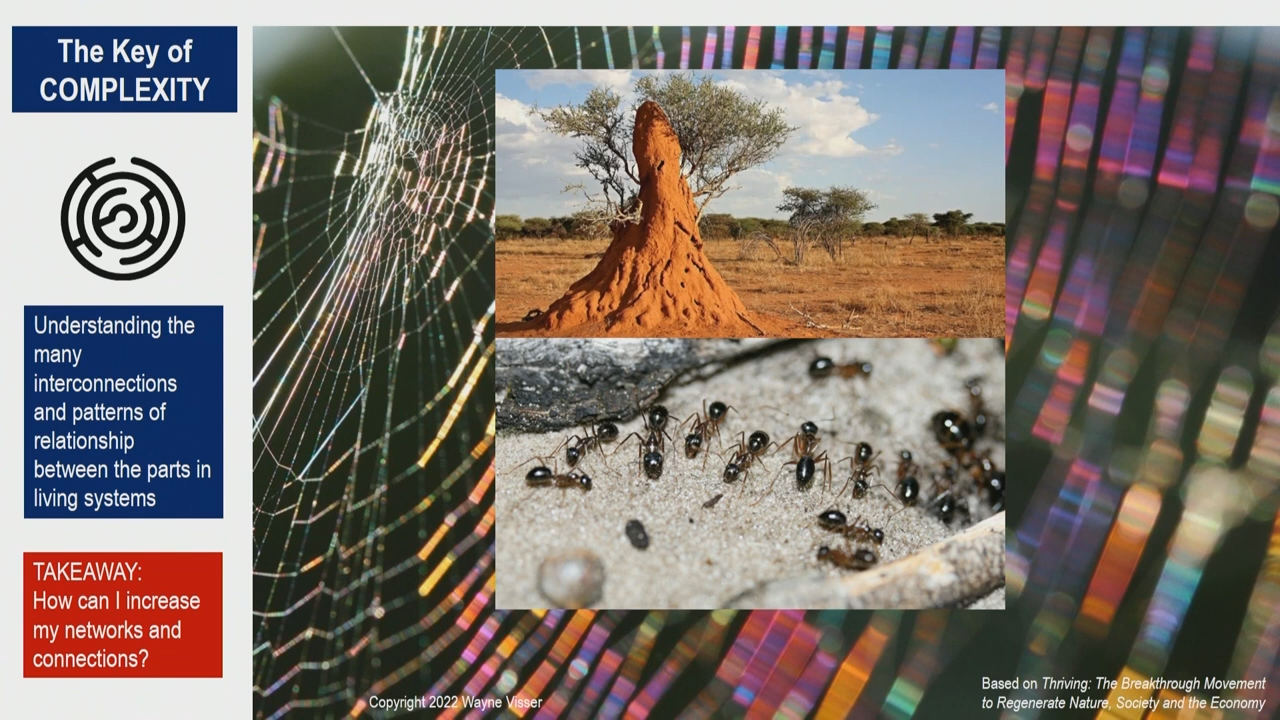 The Key of
COMPLEXITY
Understanding the
many
interconnections
and patterns of
relationship
between the parts in
living systems
TAKEAWAY:
How can I increase
my networks and
connections?
Copyright 2022 Wayne Visser
Based on Thriving: The Breakthrough Movement
to Regenerate Nature, Society and the Economy